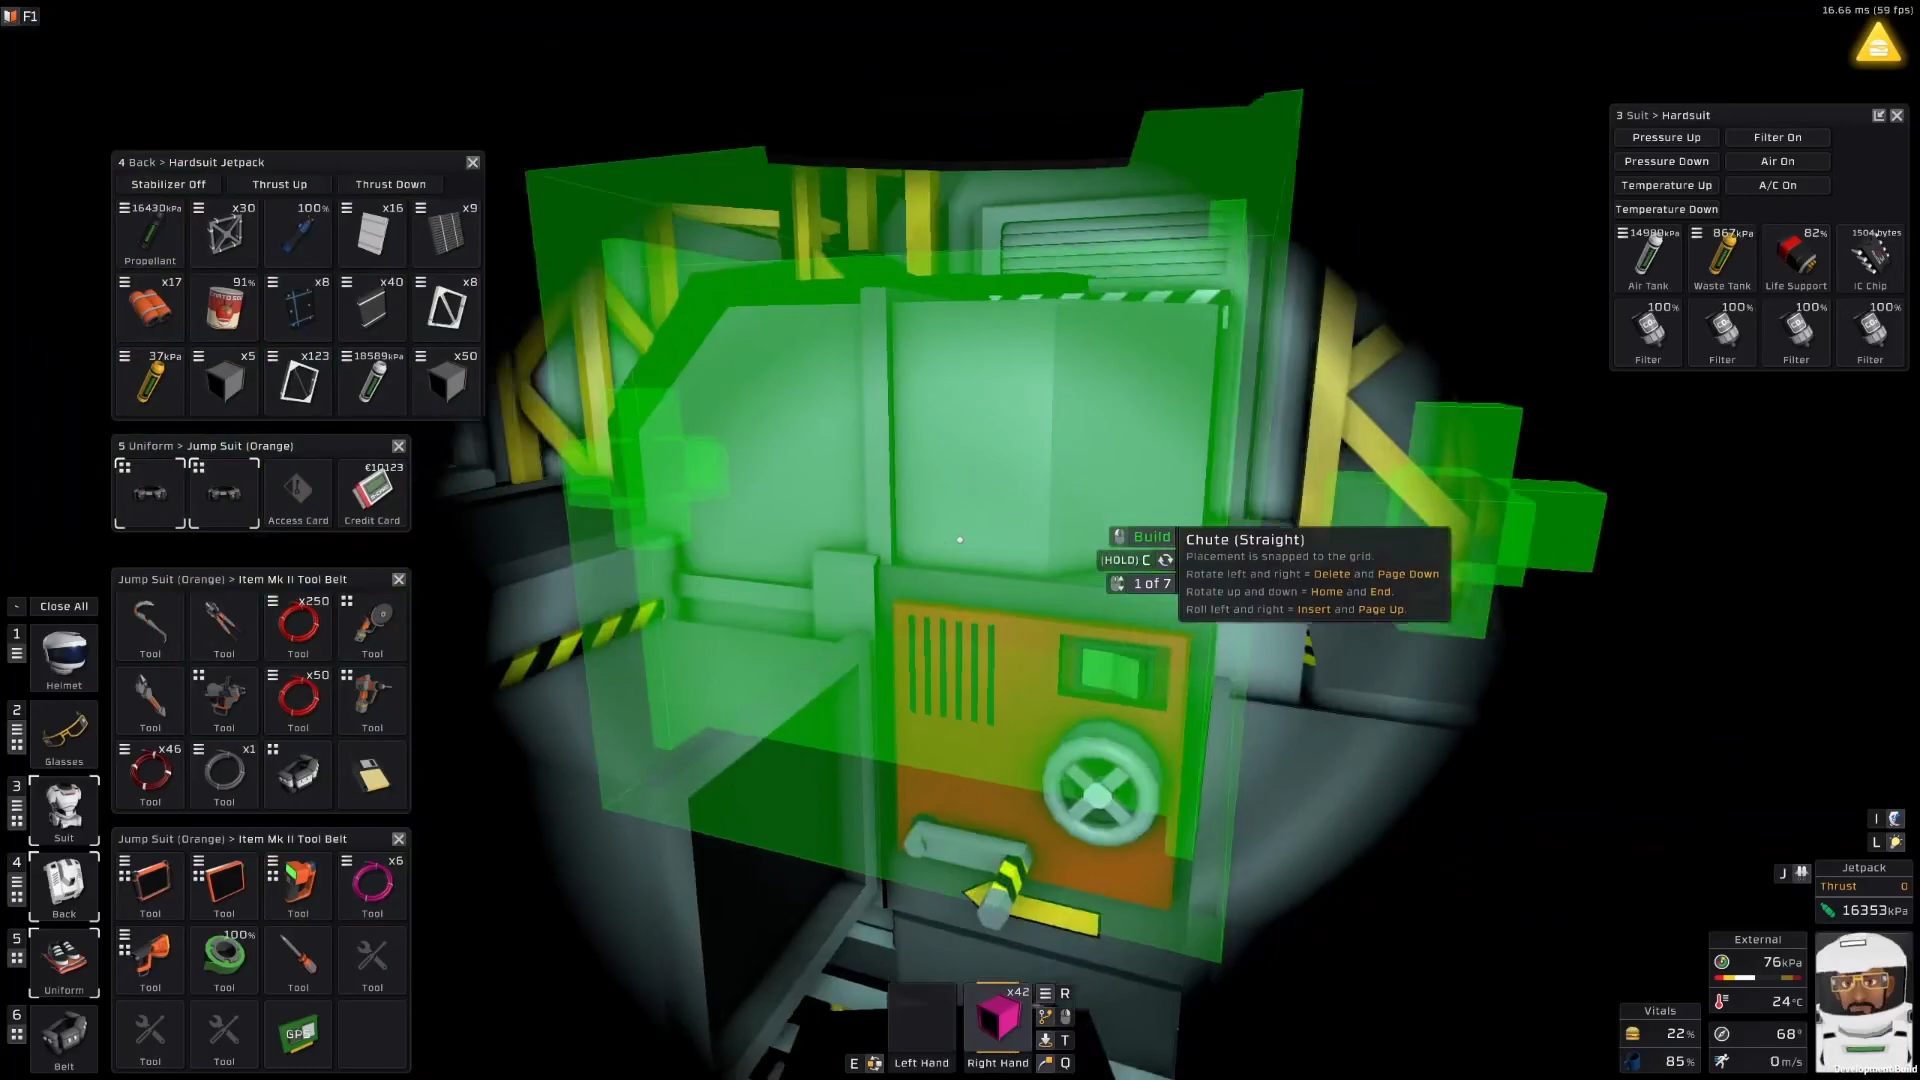 F1
16.66 ms (59 fps)
4 Back > Hardsuit Jetpack
Stabilizer Off Thrust Up Thrust Down
16430kPa x30 100% x16 x9
Propellant
x17 91% x8 x40 x8
37kPa x5 x123 18589kPa x50
5 Uniform > Jump Suit (Orange)
€10123
Access Card Credit Card
Jump Suit (Orange) > Item Mk II Tool Belt
x250
Tool Tool Tool Tool
x50
Tool Tool Tool Tool
x46 x1
Tool Tool
Jump Suit (Orange) > Item Mk II Tool Belt
x6
Tool Tool Tool Tool
100%
Tool Tool Tool Tool
GPS
Tool Tool
~ Close All
1
Helmet
2
Glasses
3
Suit
4
Back
5
Uniform
6
Belt
Build
(HOLD) C
1 of 7
Chute (Straight)
Placement is snapped to the grid.
Rotate left and right = Delete and Page Down
Rotate up and down = Home and End.
Roll left and right = Insert and Page Up.
3 Suit > Hardsuit
Pressure Up Filter On
Pressure Down Air On
Temperature Up A/C On
Temperature Down
867kPa 82% 1504bytes
Air Tank Waste Tank Life Support IC Chip
100% 100% 100% 100%
Filter Filter Filter Filter
x42
R
T
E Left Hand Right Hand Q
I
L
J
Jetpack
Thrust 0
16353kPa
External
76kPa
24°C
68°
0m/s
Vitals
22%
85%
Development Build